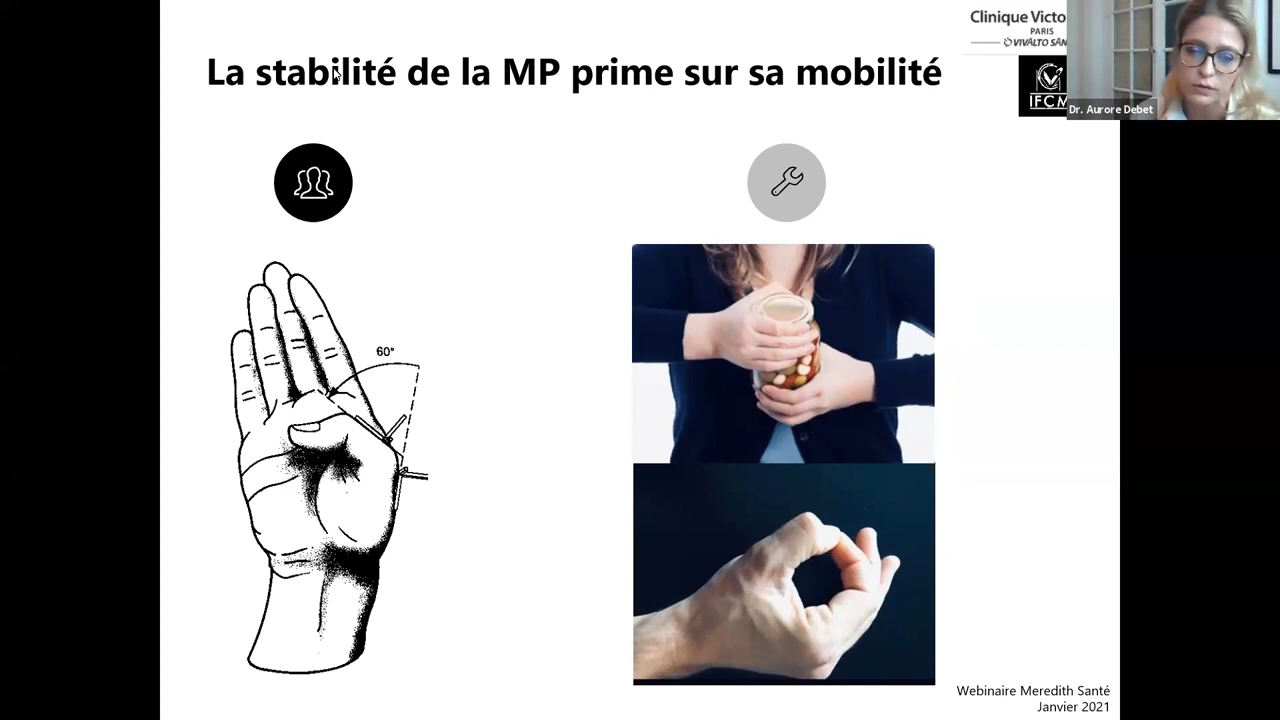 La stabilité de la MP prime sur sa mobilité
Clinique Victo
PARIS
VIVALTO SAN
IFCM
Dr. Aurore Debet
60°
Webinaire Meredith Santé
Janvier 2021